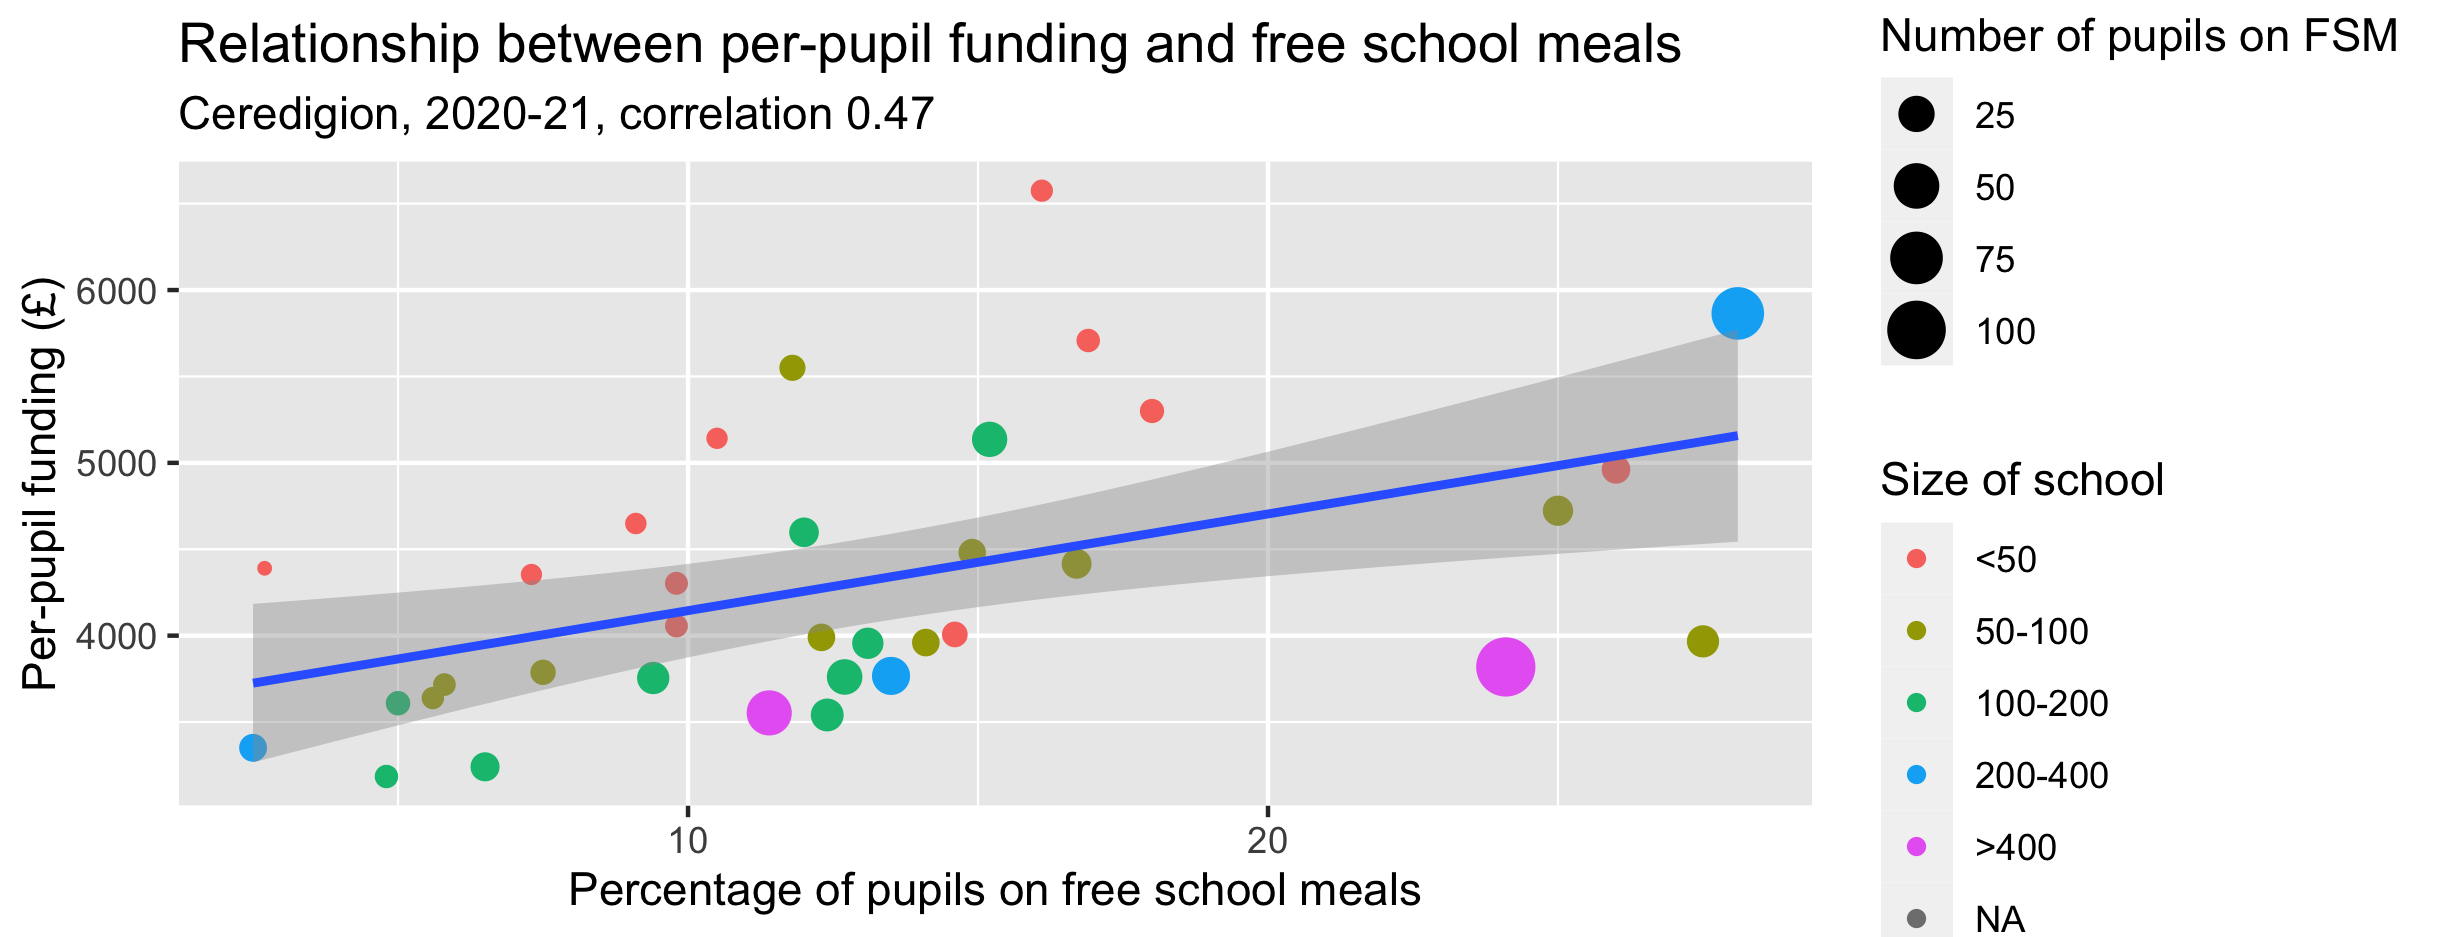 Relationship between per-pupil funding and free school meals
Ceredigion, 2020-21, correlation 0.47
Per-pupil funding (£)
6000
5000
4000
10
20
Percentage of pupils on free school meals
Number of pupils on FSM
25
50
75
100
Size of school
<50
50-100
100-200
200-400
>400
NA